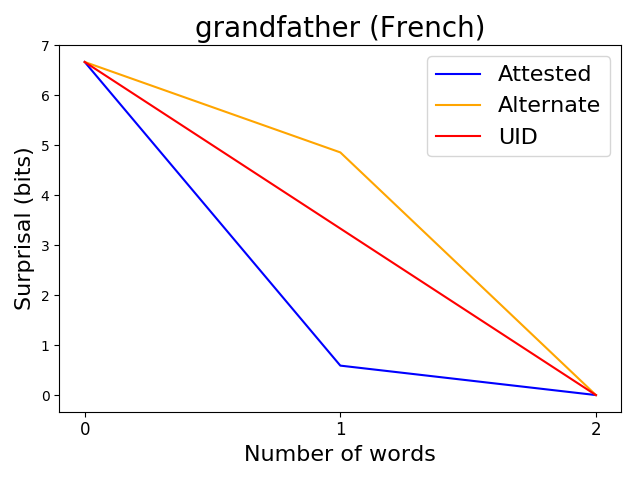 grandfather (French)
7
6
5
4
3
2
1
0
Surprisal (bits)
Attested
Alternate
UID
0 1 2
Number of words